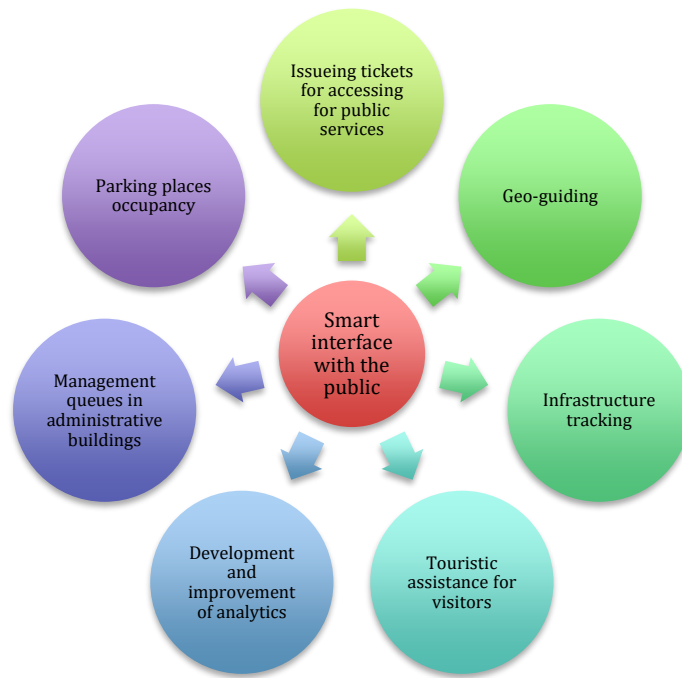 Issueing tickets
for accessing
for public
services
Geo-guiding
Infrastructure
tracking
Touristic
assistance for
visitors
Development
and
improvement
of analytics
Management
queues in
administrative
buildings
Parking places
occupancy
Smart
interface
with the
public